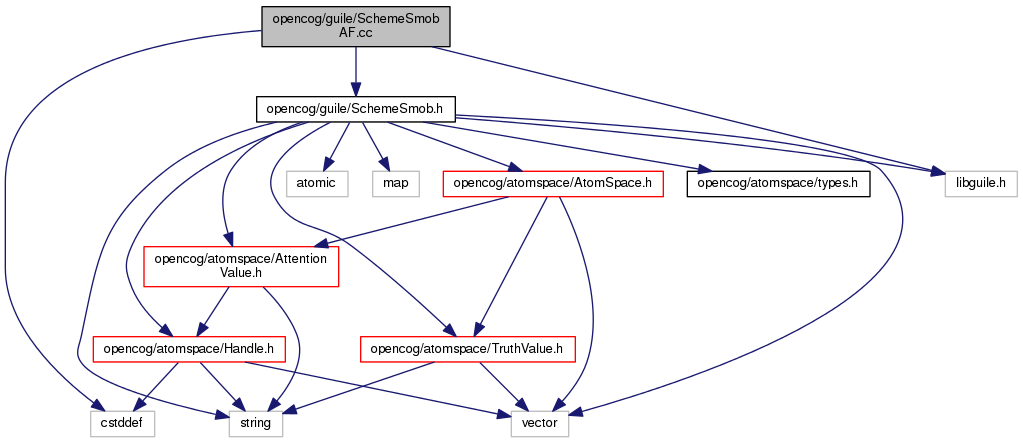 opencog/guile/SchemeSmob
AF.cc
opencog/guile/SchemeSmob.h
atomic
map
opencog/atomspace/AtomSpace.h
opencog/atomspace/types.h
libguile.h
opencog/atomspace/Attention
Value.h
opencog/atomspace/Handle.h
opencog/atomspace/TruthValue.h
cstddef
string
vector